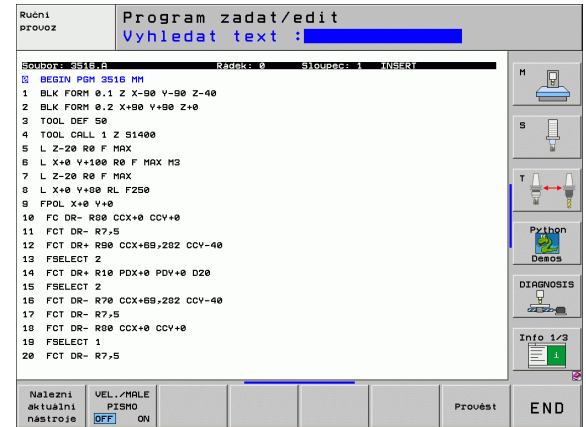 Ruční
provoz
Program zadat/edit
Vyhledat text :
Soubor: 3516.A Rádek: 0 Sloupec: 1 INSERT
0 BEGIN PGM 3516 MM
1 BLK FORM 0.1 Z X-90 Y-90 Z-40
2 BLK FORM 0.2 X+90 Y+90 Z+0
3 TOOL DEF 50
4 TOOL CALL 1 Z S1400
5 L Z-20 R0 F MAX
6 L X+0 Y+100 R0 F MAX M3
7 L Z-20 R0 F MAX
8 L X+0 Y+80 RL F250
9 FPOL X+0 Y+0
10 FC DR- R80 CCX+0 CCY+0
11 FCT DR- R7,5
12 FCT DR+ R90 CCX+69,282 CCY-40
13 FSELECT 2
14 FCT DR+ R10 PDX+0 PDY+0 D20
15 FSELECT 2
16 FCT DR- R70 CCX+69,282 CCY-40
17 FCT DR- R7,5
18 FCT DR- R80 CCX+0 CCY+0
19 FSELECT 1
20 FCT DR- R7,5
M
S
T
Python
Demos
DIAGNOSIS
Info 1/3
i
Nalezni
aktuální
nástroje
VEL./MALE
PISMO
OFF ON
Provést
END